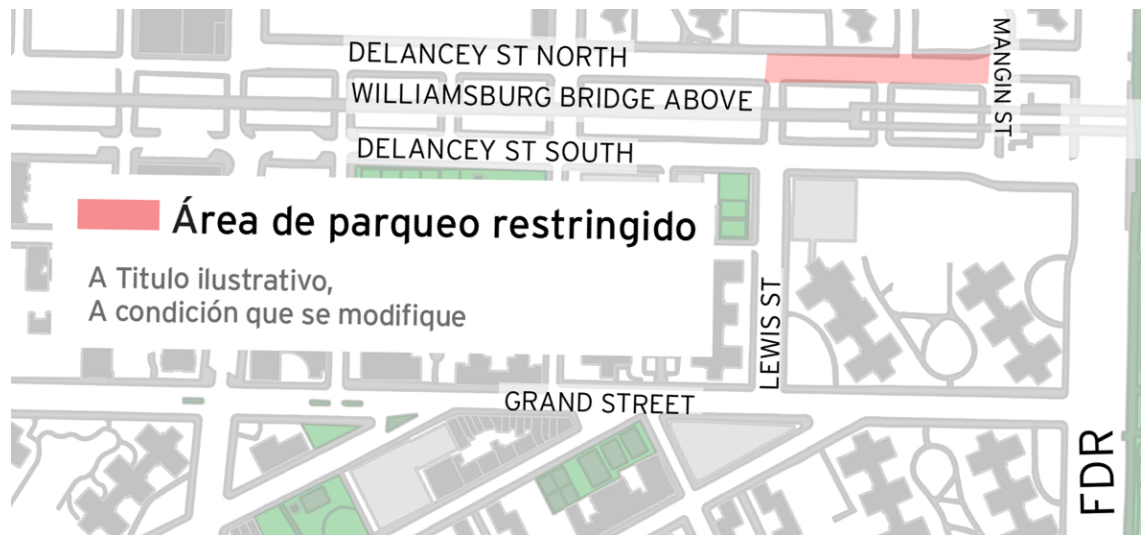 DELANCEY ST NORTH
MANGIN ST
WILLIAMSBURG BRIDGE ABOVE
DELANCEY ST SOUTH
Área de parqueo restringido
A Titulo ilustrativo,
A condición que se modifique
LEWIS ST
GRAND STREET
FDR